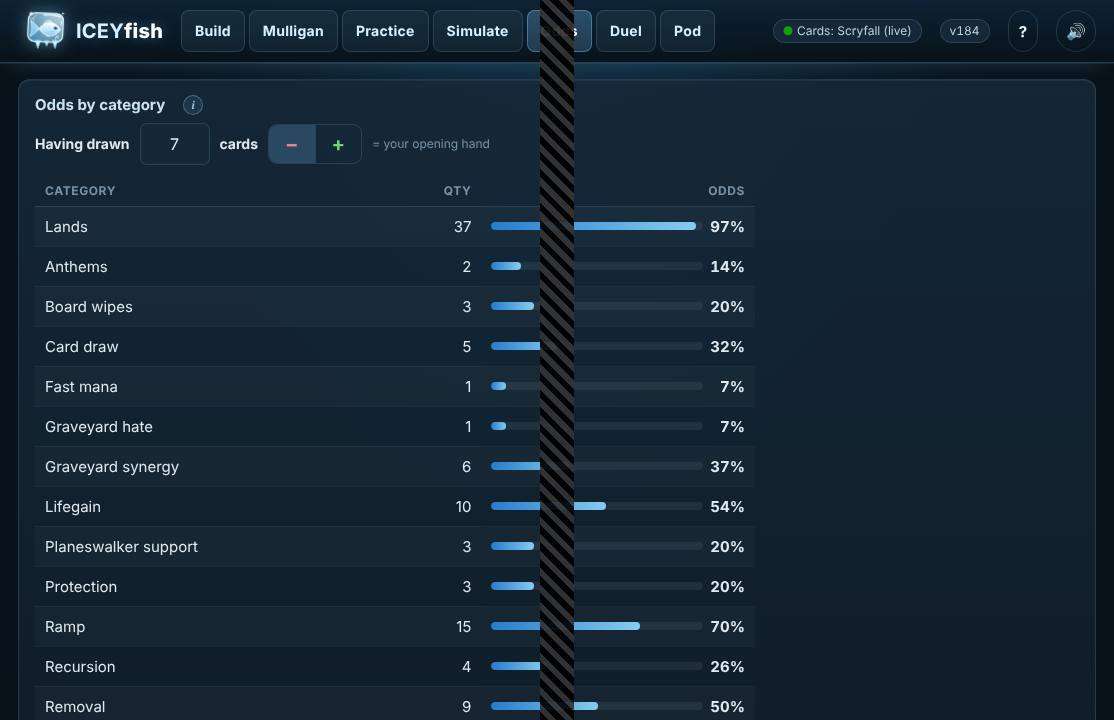 ICEYfish Build Mulligan Practice Simulate Duel Pod Cards: Scryfall (live) v184 ?
Odds by category i
Having drawn 7 cards − + = your opening hand
CATEGORY QTY ODDS
Lands 37 97%
Anthems 2 14%
Board wipes 3 20%
Card draw 5 32%
Fast mana 1 7%
Graveyard hate 1 7%
Graveyard synergy 6 37%
Lifegain 10 54%
Planeswalker support 3 20%
Protection 3 20%
Ramp 15 70%
Recursion 4 26%
Removal 9 50%